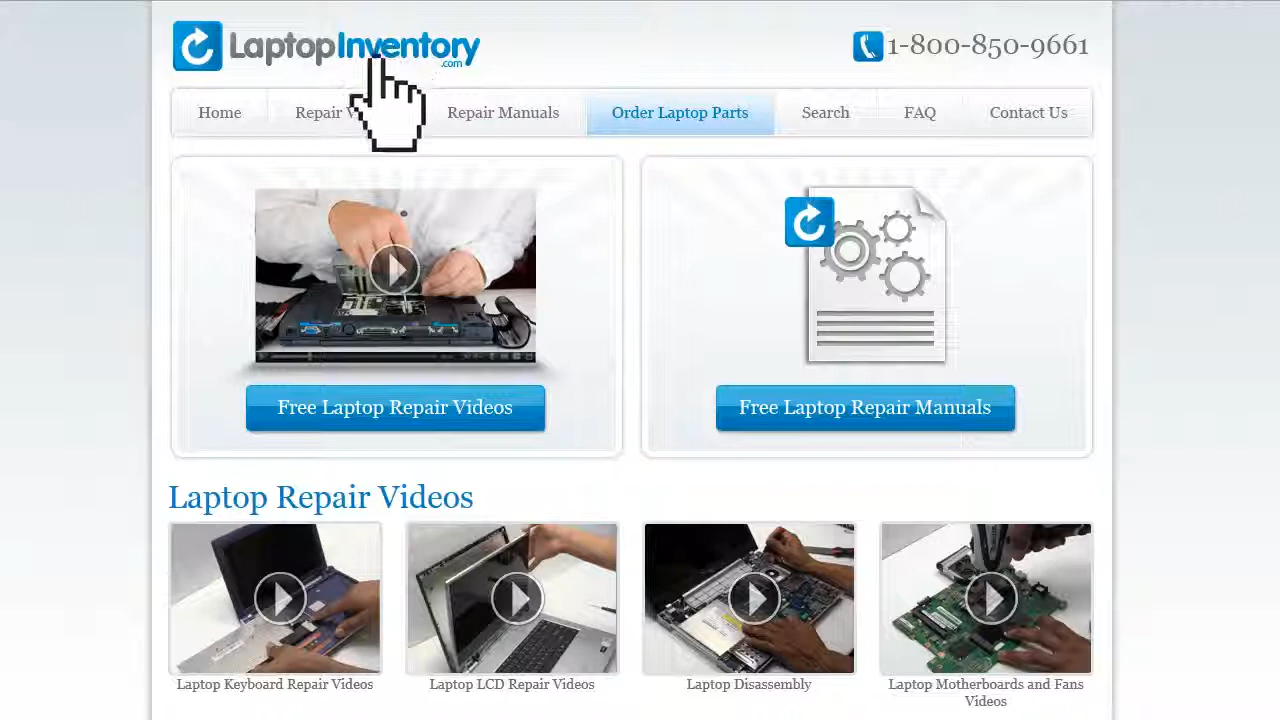 LaptopInventory
.com
1-800-850-9661
Home
Repair V
Repair Manuals
Order Laptop Parts
Search
FAQ
Contact Us
Free Laptop Repair Videos
Free Laptop Repair Manuals
Laptop Repair Videos
Laptop Keyboard Repair Videos
Laptop LCD Repair Videos
Laptop Disassembly
Laptop Motherboards and Fans
Videos